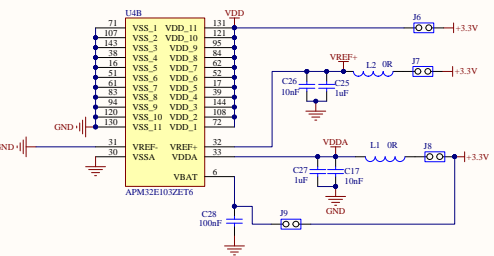 U4B
VDD
71 VSS_1 VDD_11 131
107 VSS_2 VDD_10 121
143 VSS_3 VDD_9 95
38 VSS_4 VDD_8 84
16 VSS_5 VDD_7 62
51 VSS_6 VDD_6 52
61 VSS_7 VDD_5 17
83 VSS_8 VDD_4 39
94 VSS_9 VDD_3 144
120 VSS_10 VDD_2 108
130 VSS_11 VDD_1 72
GND
31 VREF- VREF+ 32
30 VSSA VDDA 33
VBAT 6
APM32E103ZET6
J6
+3.3V
VREF+
L2 0R
J7
+3.3V
C26
10nF
C25
1uF
VDDA
L1 0R
J8
+3.3V
C27
1uF
C17
10nF
GND
C28
100nF
J9